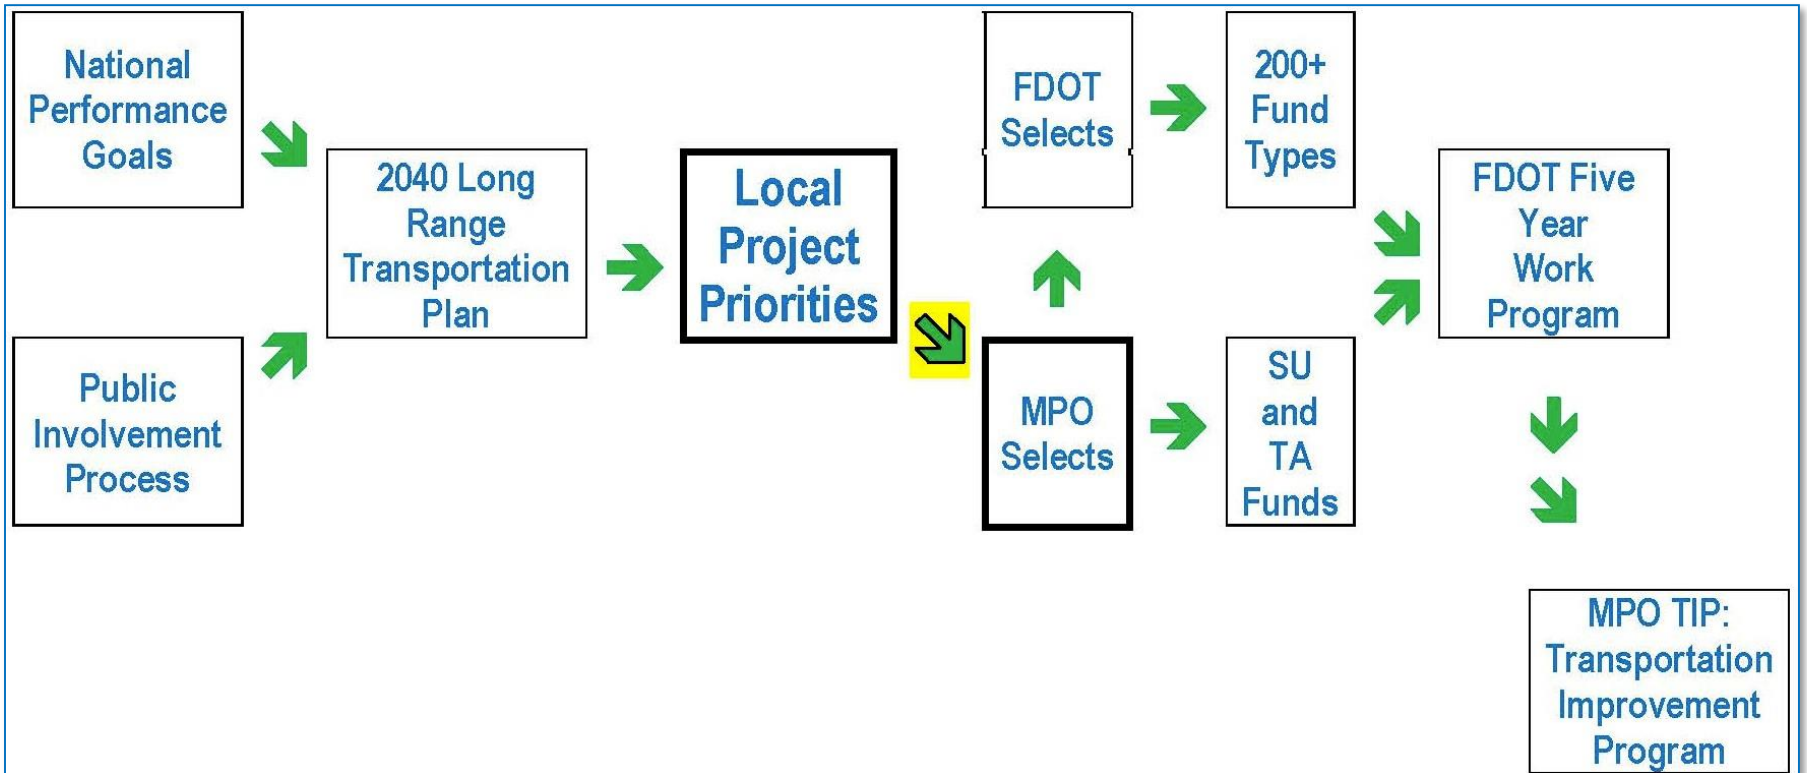 National
Performance
Goals
Public
Involvement
Process
2040 Long
Range
Transportation
Plan
Local
Project
Priorities
FDOT
Selects
MPO
Selects
200+
Fund
Types
SU
and
TA
Funds
FDOT Five
Year
Work
Program
MPO TIP:
Transportation
Improvement
Program